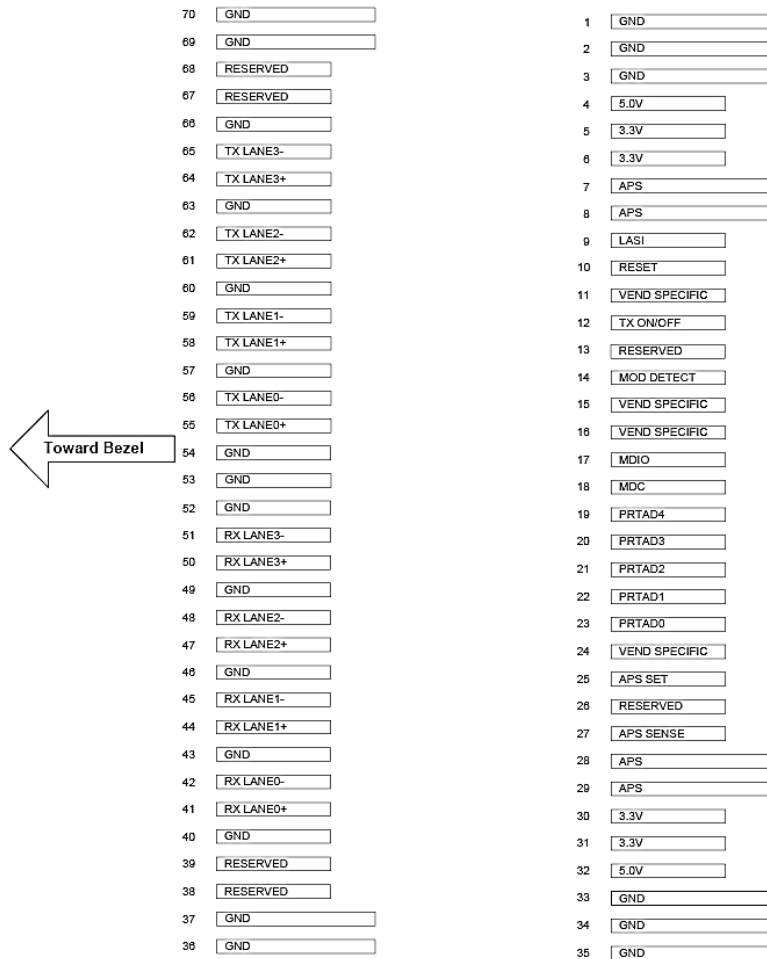 70 GND
69 GND
68 RESERVED
67 RESERVED
66 GND
65 TX LANE3-
64 TX LANE3+
63 GND
62 TX LANE2-
61 TX LANE2+
60 GND
59 TX LANE1-
58 TX LANE1+
57 GND
56 TX LANE0-
55 TX LANE0+
Toward Bezel
54 GND
53 GND
52 GND
51 RX LANE3-
50 RX LANE3+
49 GND
48 RX LANE2-
47 RX LANE2+
46 GND
45 RX LANE1-
44 RX LANE1+
43 GND
42 RX LANE0-
41 RX LANE0+
40 GND
39 RESERVED
38 RESERVED
37 GND
36 GND
1 GND
2 GND
3 GND
4 5.0V
5 3.3V
6 3.3V
7 APS
8 APS
9 LASI
10 RESET
11 VEND SPECIFIC
12 TX ON/OFF
13 RESERVED
14 MOD DETECT
15 VEND SPECIFIC
16 VEND SPECIFIC
17 MDIO
18 MDC
19 PRTAD4
20 PRTAD3
21 PRTAD2
22 PRTAD1
23 PRTAD0
24 VEND SPECIFIC
25 APS SET
26 RESERVED
27 APS SENSE
28 APS
29 APS
30 3.3V
31 3.3V
32 5.0V
33 GND
34 GND
35 GND